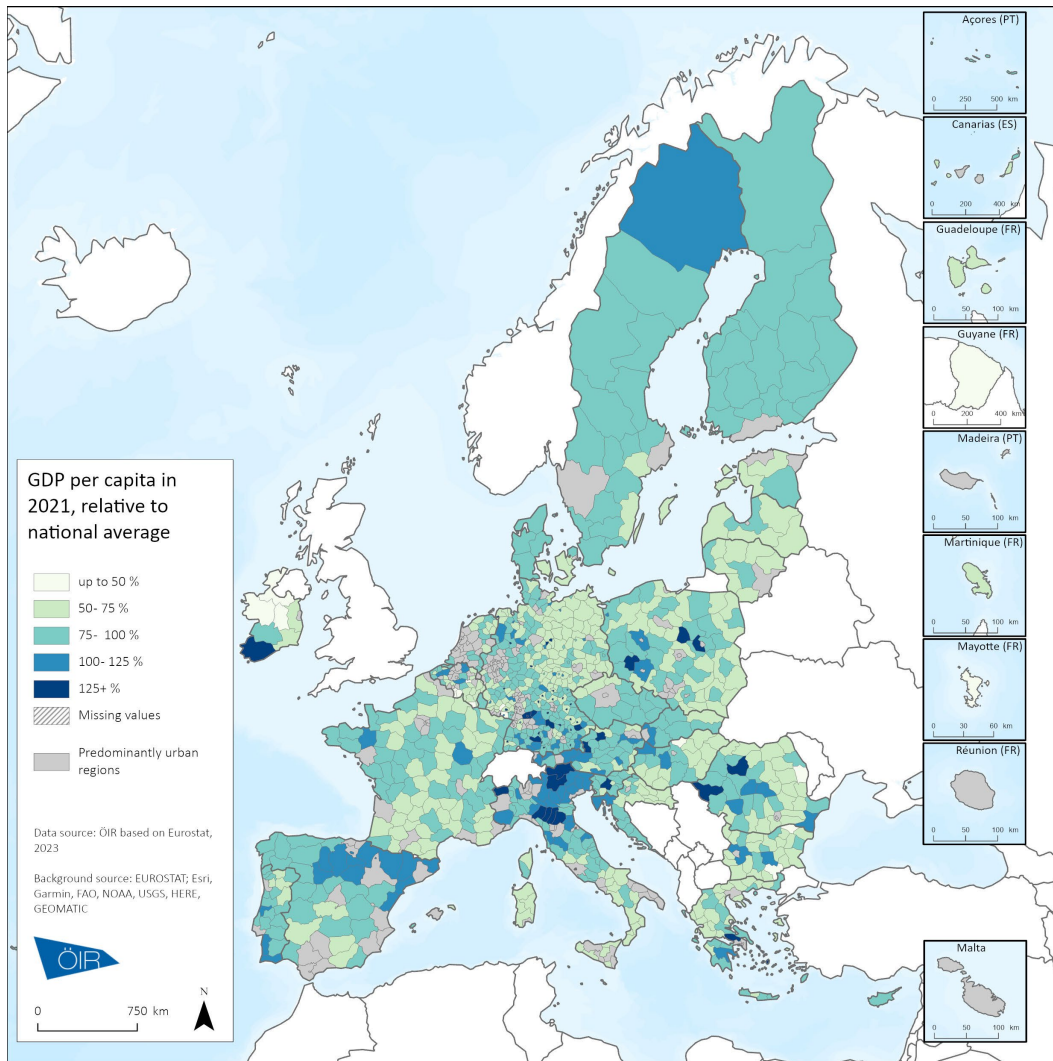 GDP per capita in
2021, relative to
national average
up to 50 %
50- 75 %
75- 100 %
100- 125 %
125+ %
Missing values
Predominantly urban
regions
Data source: ÖIR based on Eurostat,
2023
Background source: EUROSTAT; Esri,
Garmin, FAO, NOAA, USGS, HERE,
GEOMATIC
ÖIR
N
0 750 km
Açores (PT)
0 250 500 km
Canarias (ES)
0 200 400 km
Guadeloupe (FR)
0 50 100 km
Guyane (FR)
0 200 400 km
Madeira (PT)
0 50 100 km
Martinique (FR)
0 50 100 km
Mayotte (FR)
0 30 60 km
Réunion (FR)
0 50 100 km
Malta
0 50 100 km